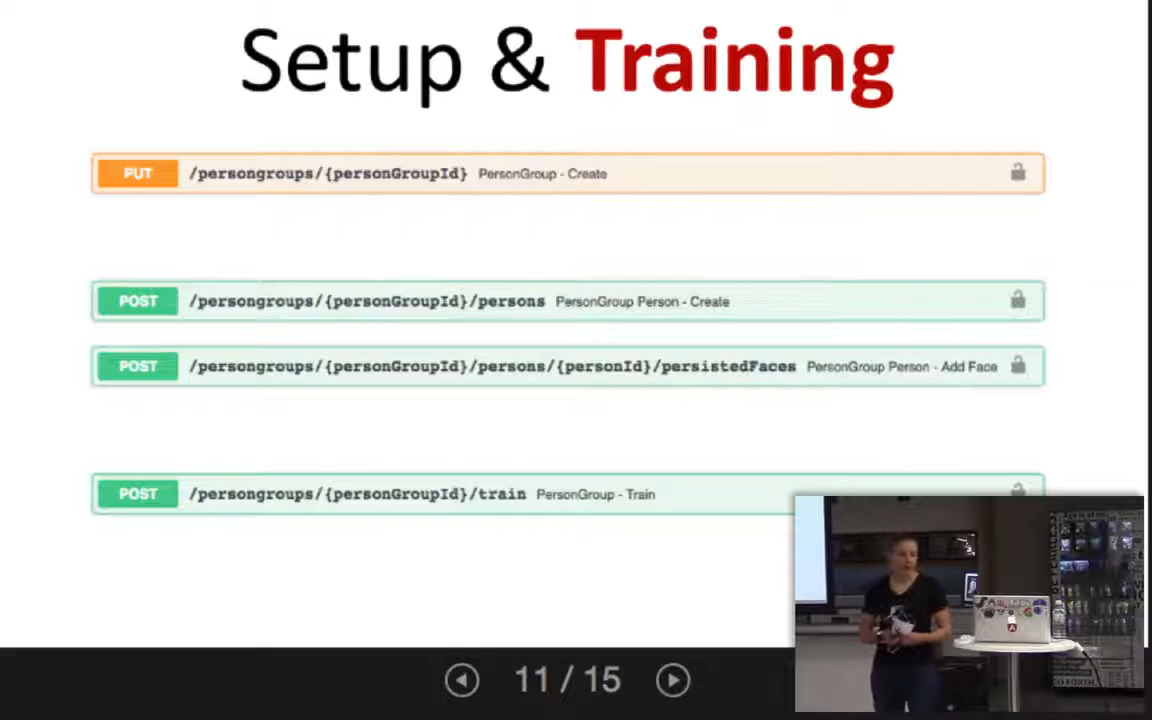 Setup & Training
PUT /persongroups/{personGroupId} PersonGroup - Create
POST /persongroups/{personGroupId}/persons PersonGroup Person - Create
POST /persongroups/{personGroupId}/persons/{personId}/persistedFaces PersonGroup Person - Add Face
POST /persongroups/{personGroupId}/train PersonGroup - Train
11 / 15